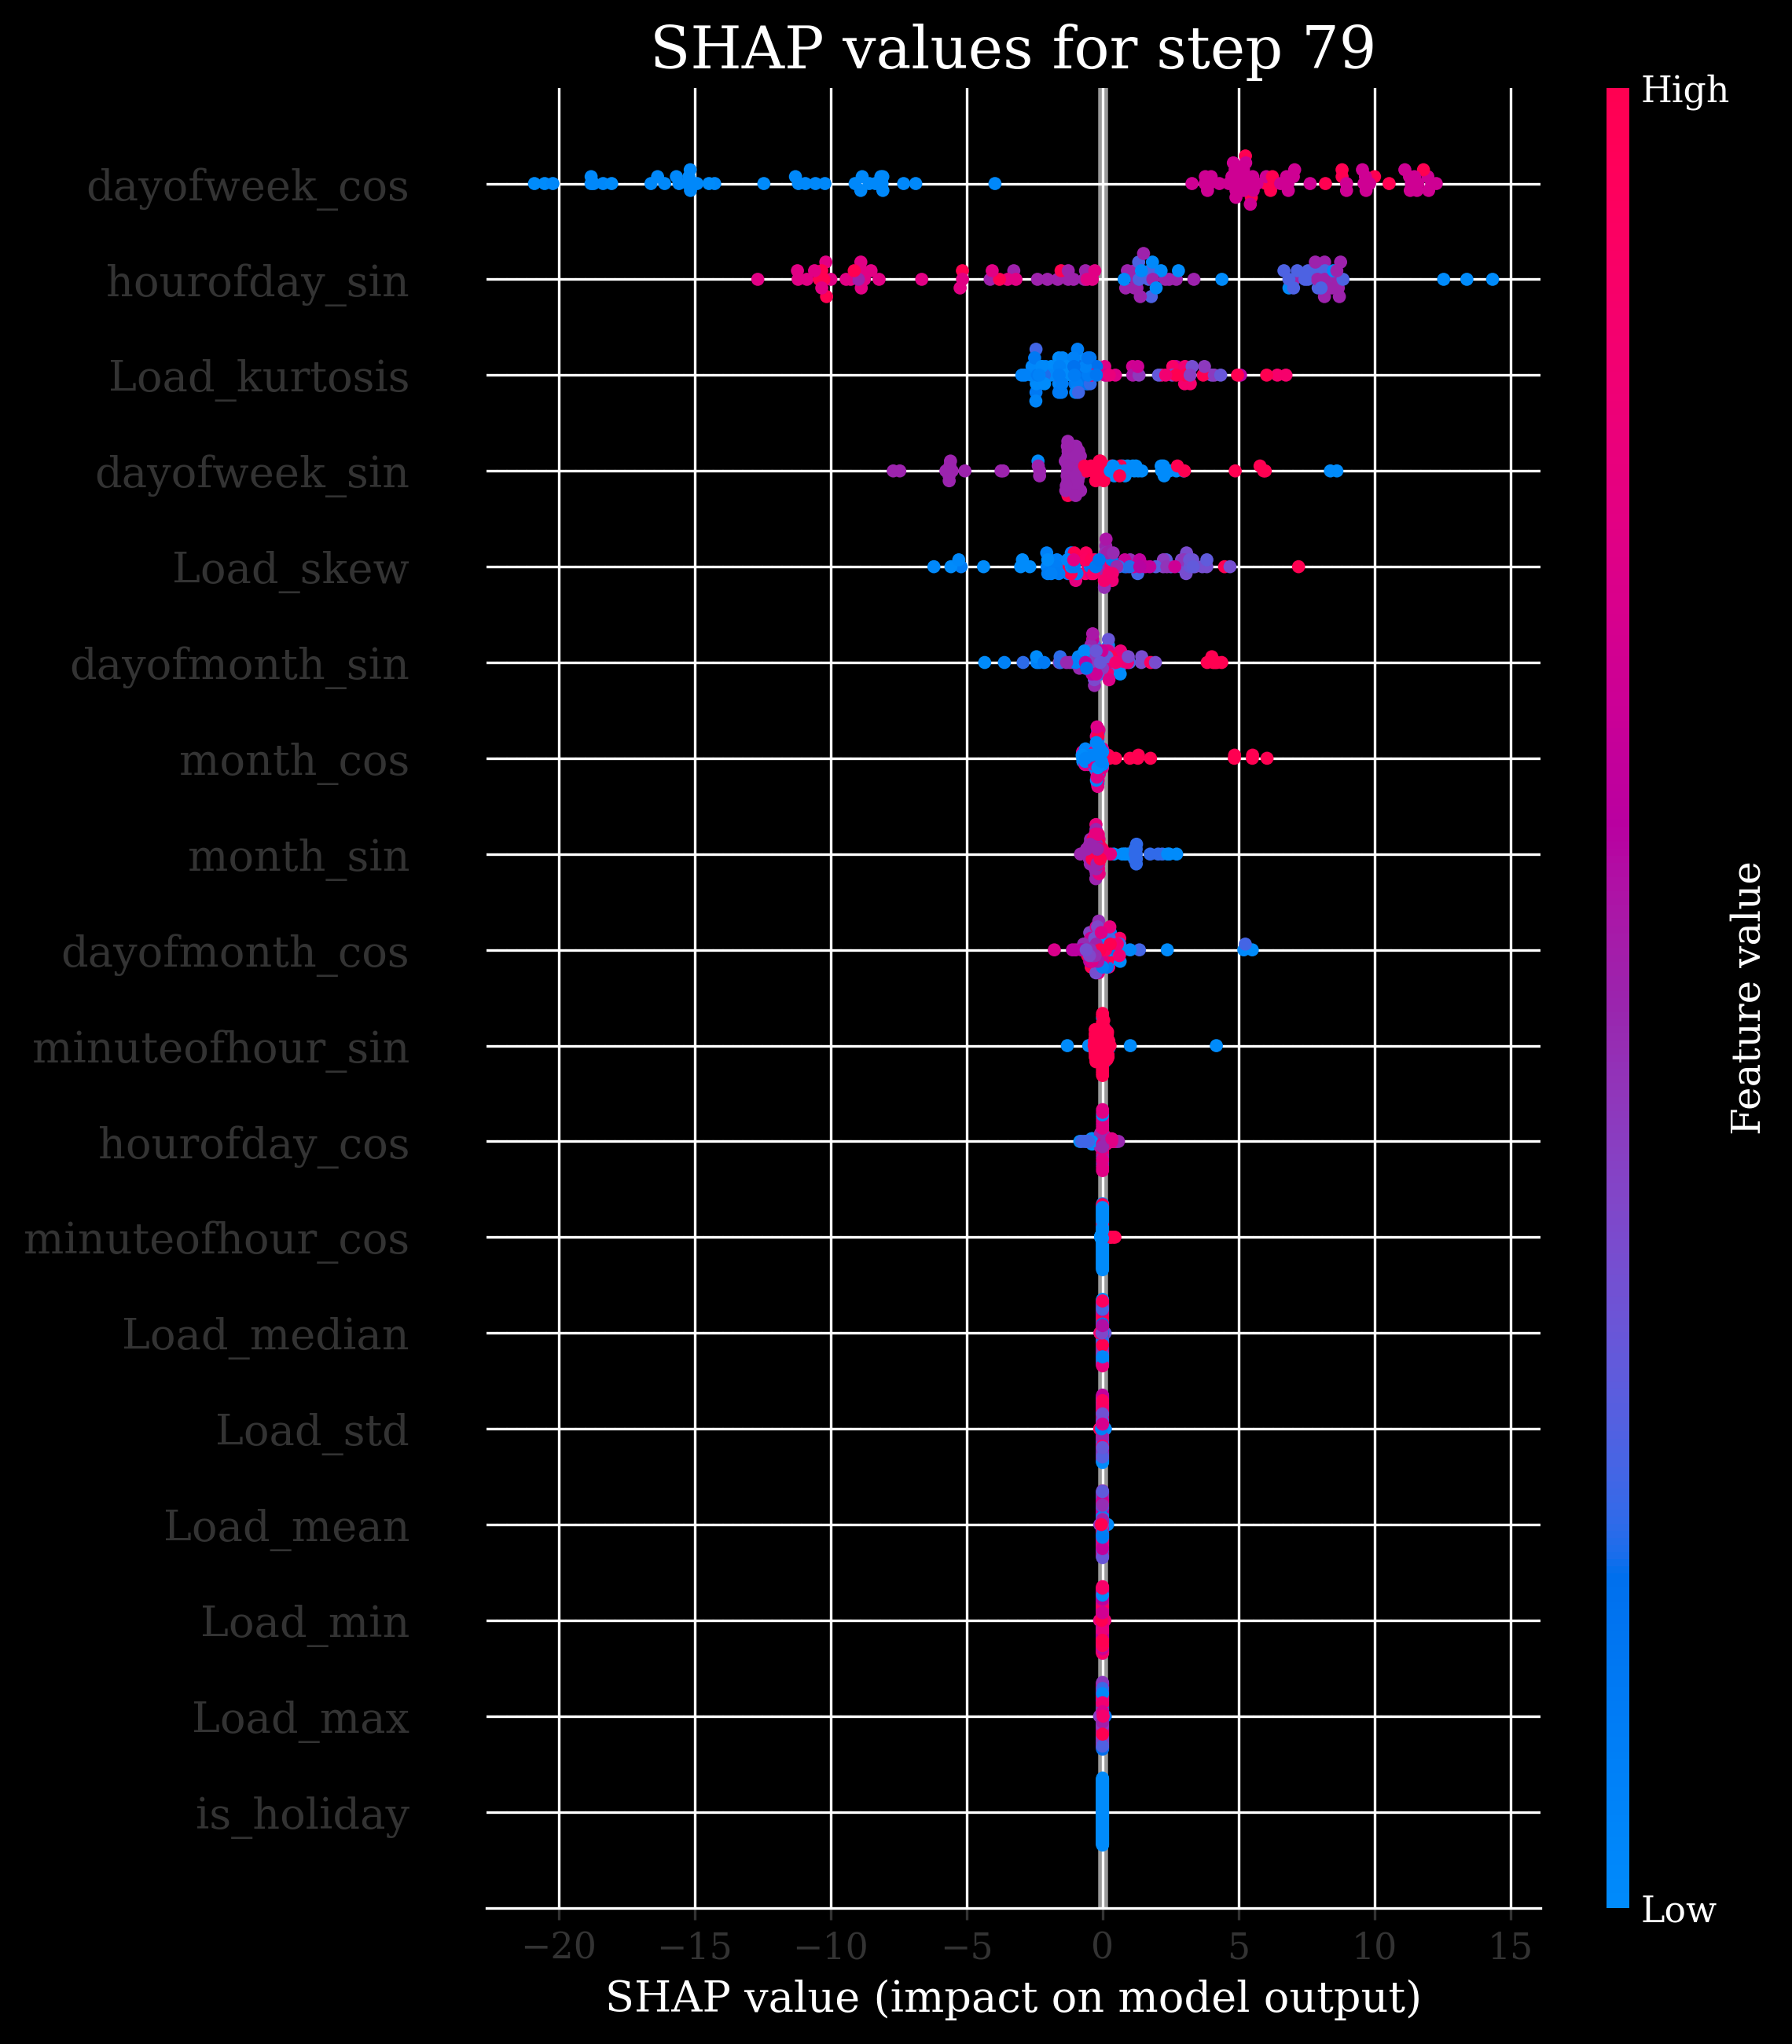 SHAP values for step 79
High
dayofweek_cos
hourofday_sin
Load_kurtosis
dayofweek_sin
Load_skew
dayofmonth_sin
month_cos
month_sin
dayofmonth_cos
minuteofhour_sin
hourofday_cos
minuteofhour_cos
Load_median
Load_std
Load_mean
Load_min
Load_max
is_holiday
Feature value
Low
−20 −15 −10 −5 0 5 10 15
SHAP value (impact on model output)